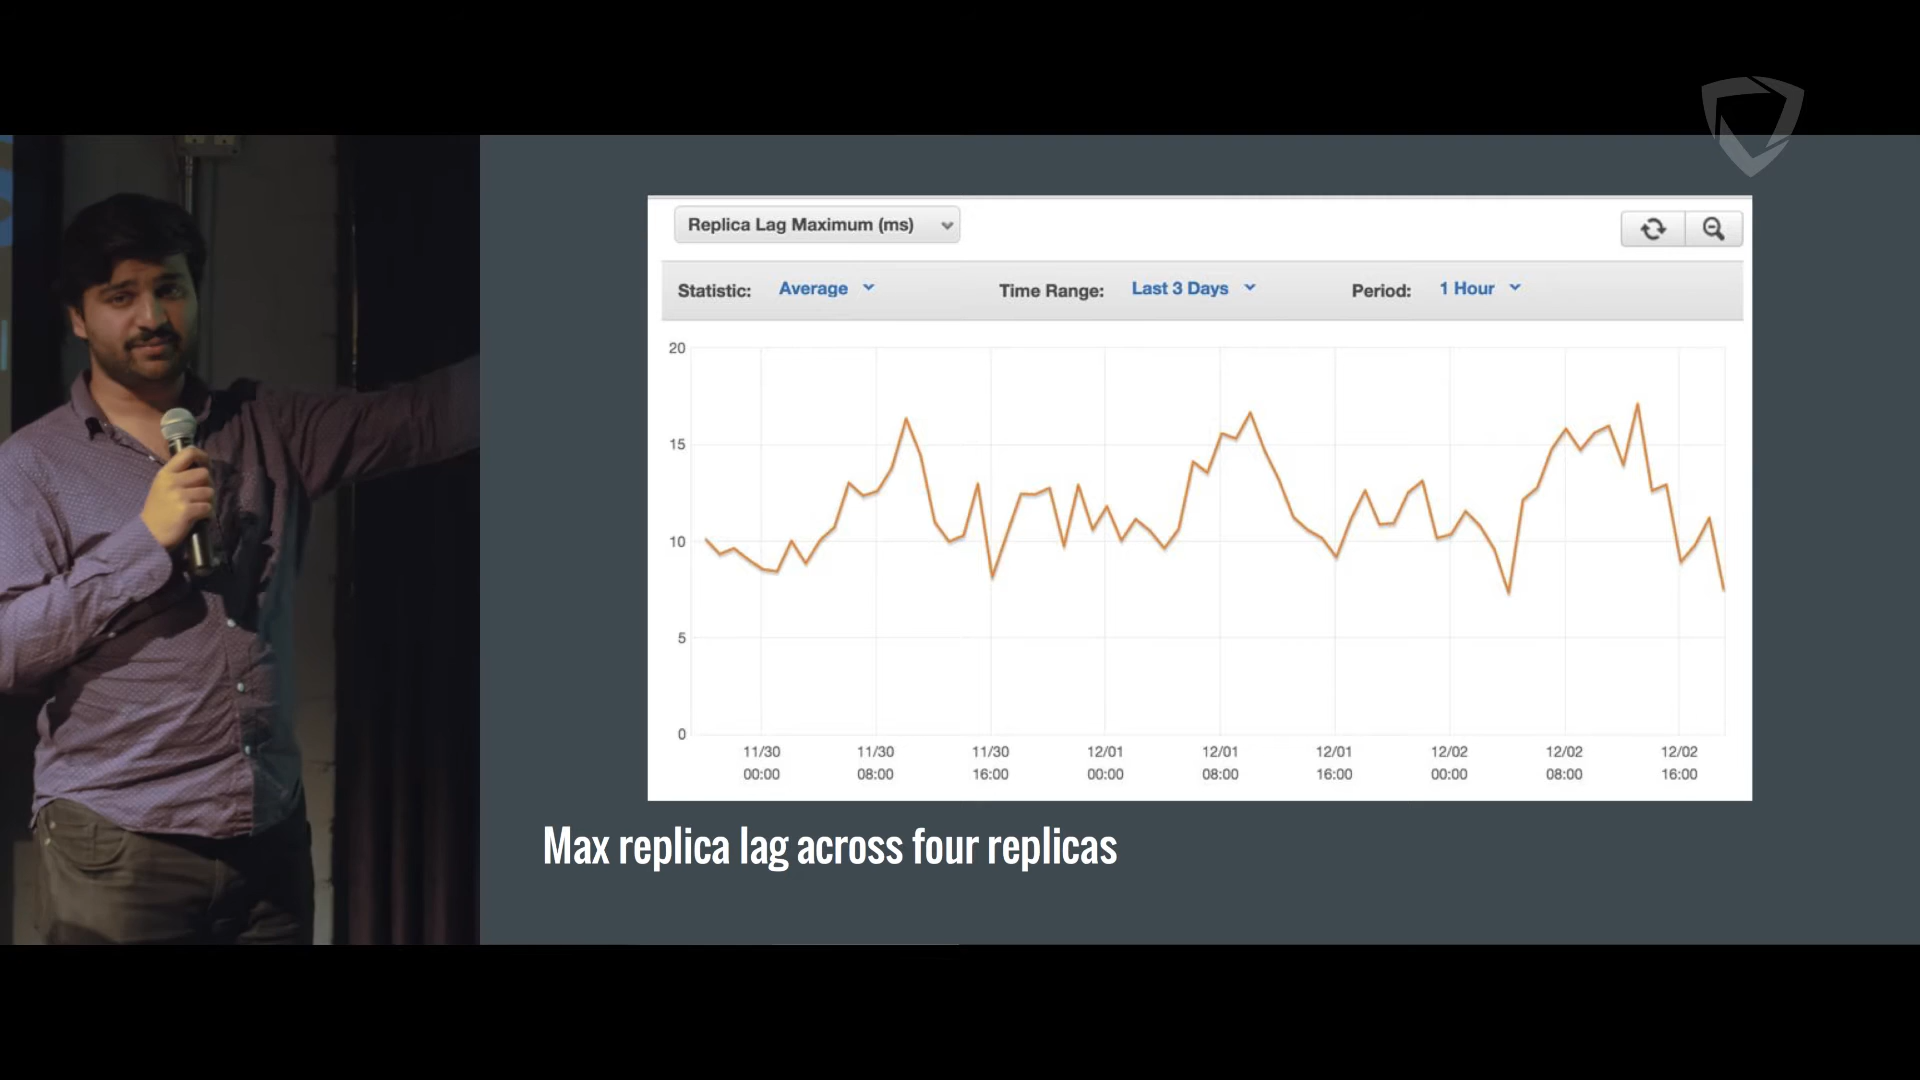 Replica Lag Maximum (ms)
Statistic: Average Time Range: Last 3 Days Period: 1 Hour
20
15
10
5
0
11/30 11/30 11/30 12/01 12/01 12/01 12/02 12/02 12/02
00:00 08:00 16:00 00:00 08:00 16:00 00:00 08:00 16:00
Max replica lag across four replicas